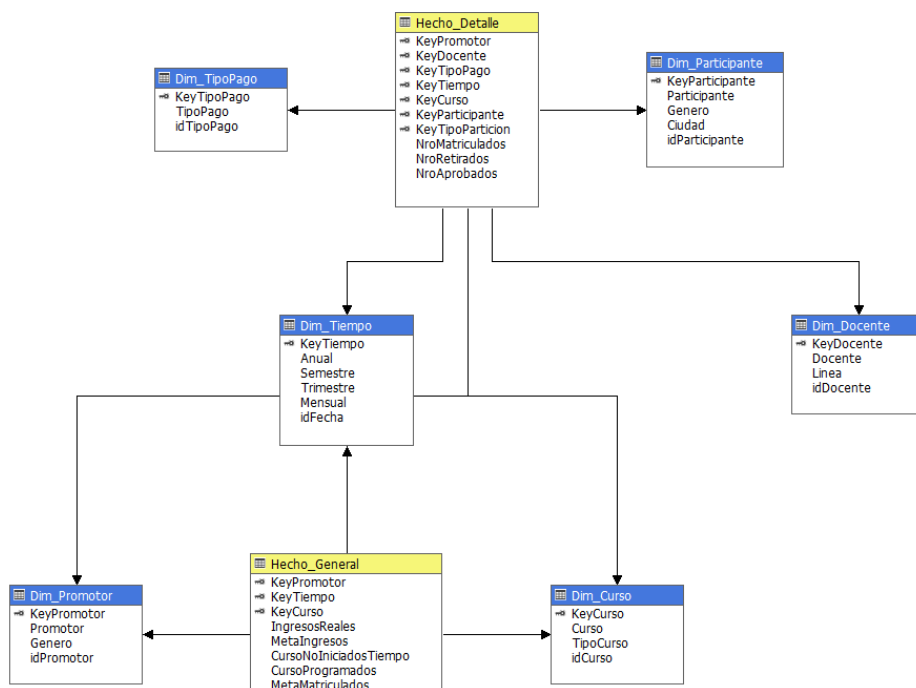 Hecho_Detalle
KeyPromotor
KeyDocente
KeyTipoPago
KeyTiempo
KeyCurso
KeyParticipante
KeyTipoParticion
NroMatriculados
NroRetirados
NroAprobados
Dim_TipoPago
KeyTipoPago
TipoPago
idTipoPago
Dim_Participante
KeyParticipante
Participante
Genero
Ciudad
idParticipante
Dim_Tiempo
KeyTiempo
Anual
Semestre
Trimestre
Mensual
idFecha
Dim_Docente
KeyDocente
Docente
Linea
idDocente
Dim_Promotor
KeyPromotor
Promotor
Genero
idPromotor
Hecho_General
KeyPromotor
KeyTiempo
KeyCurso
IngresosReales
MetaIngresos
CursoNoIniciadosTiempo
CursoProgramados
MetaMatriculados
Dim_Curso
KeyCurso
Curso
TipoCurso
idCurso